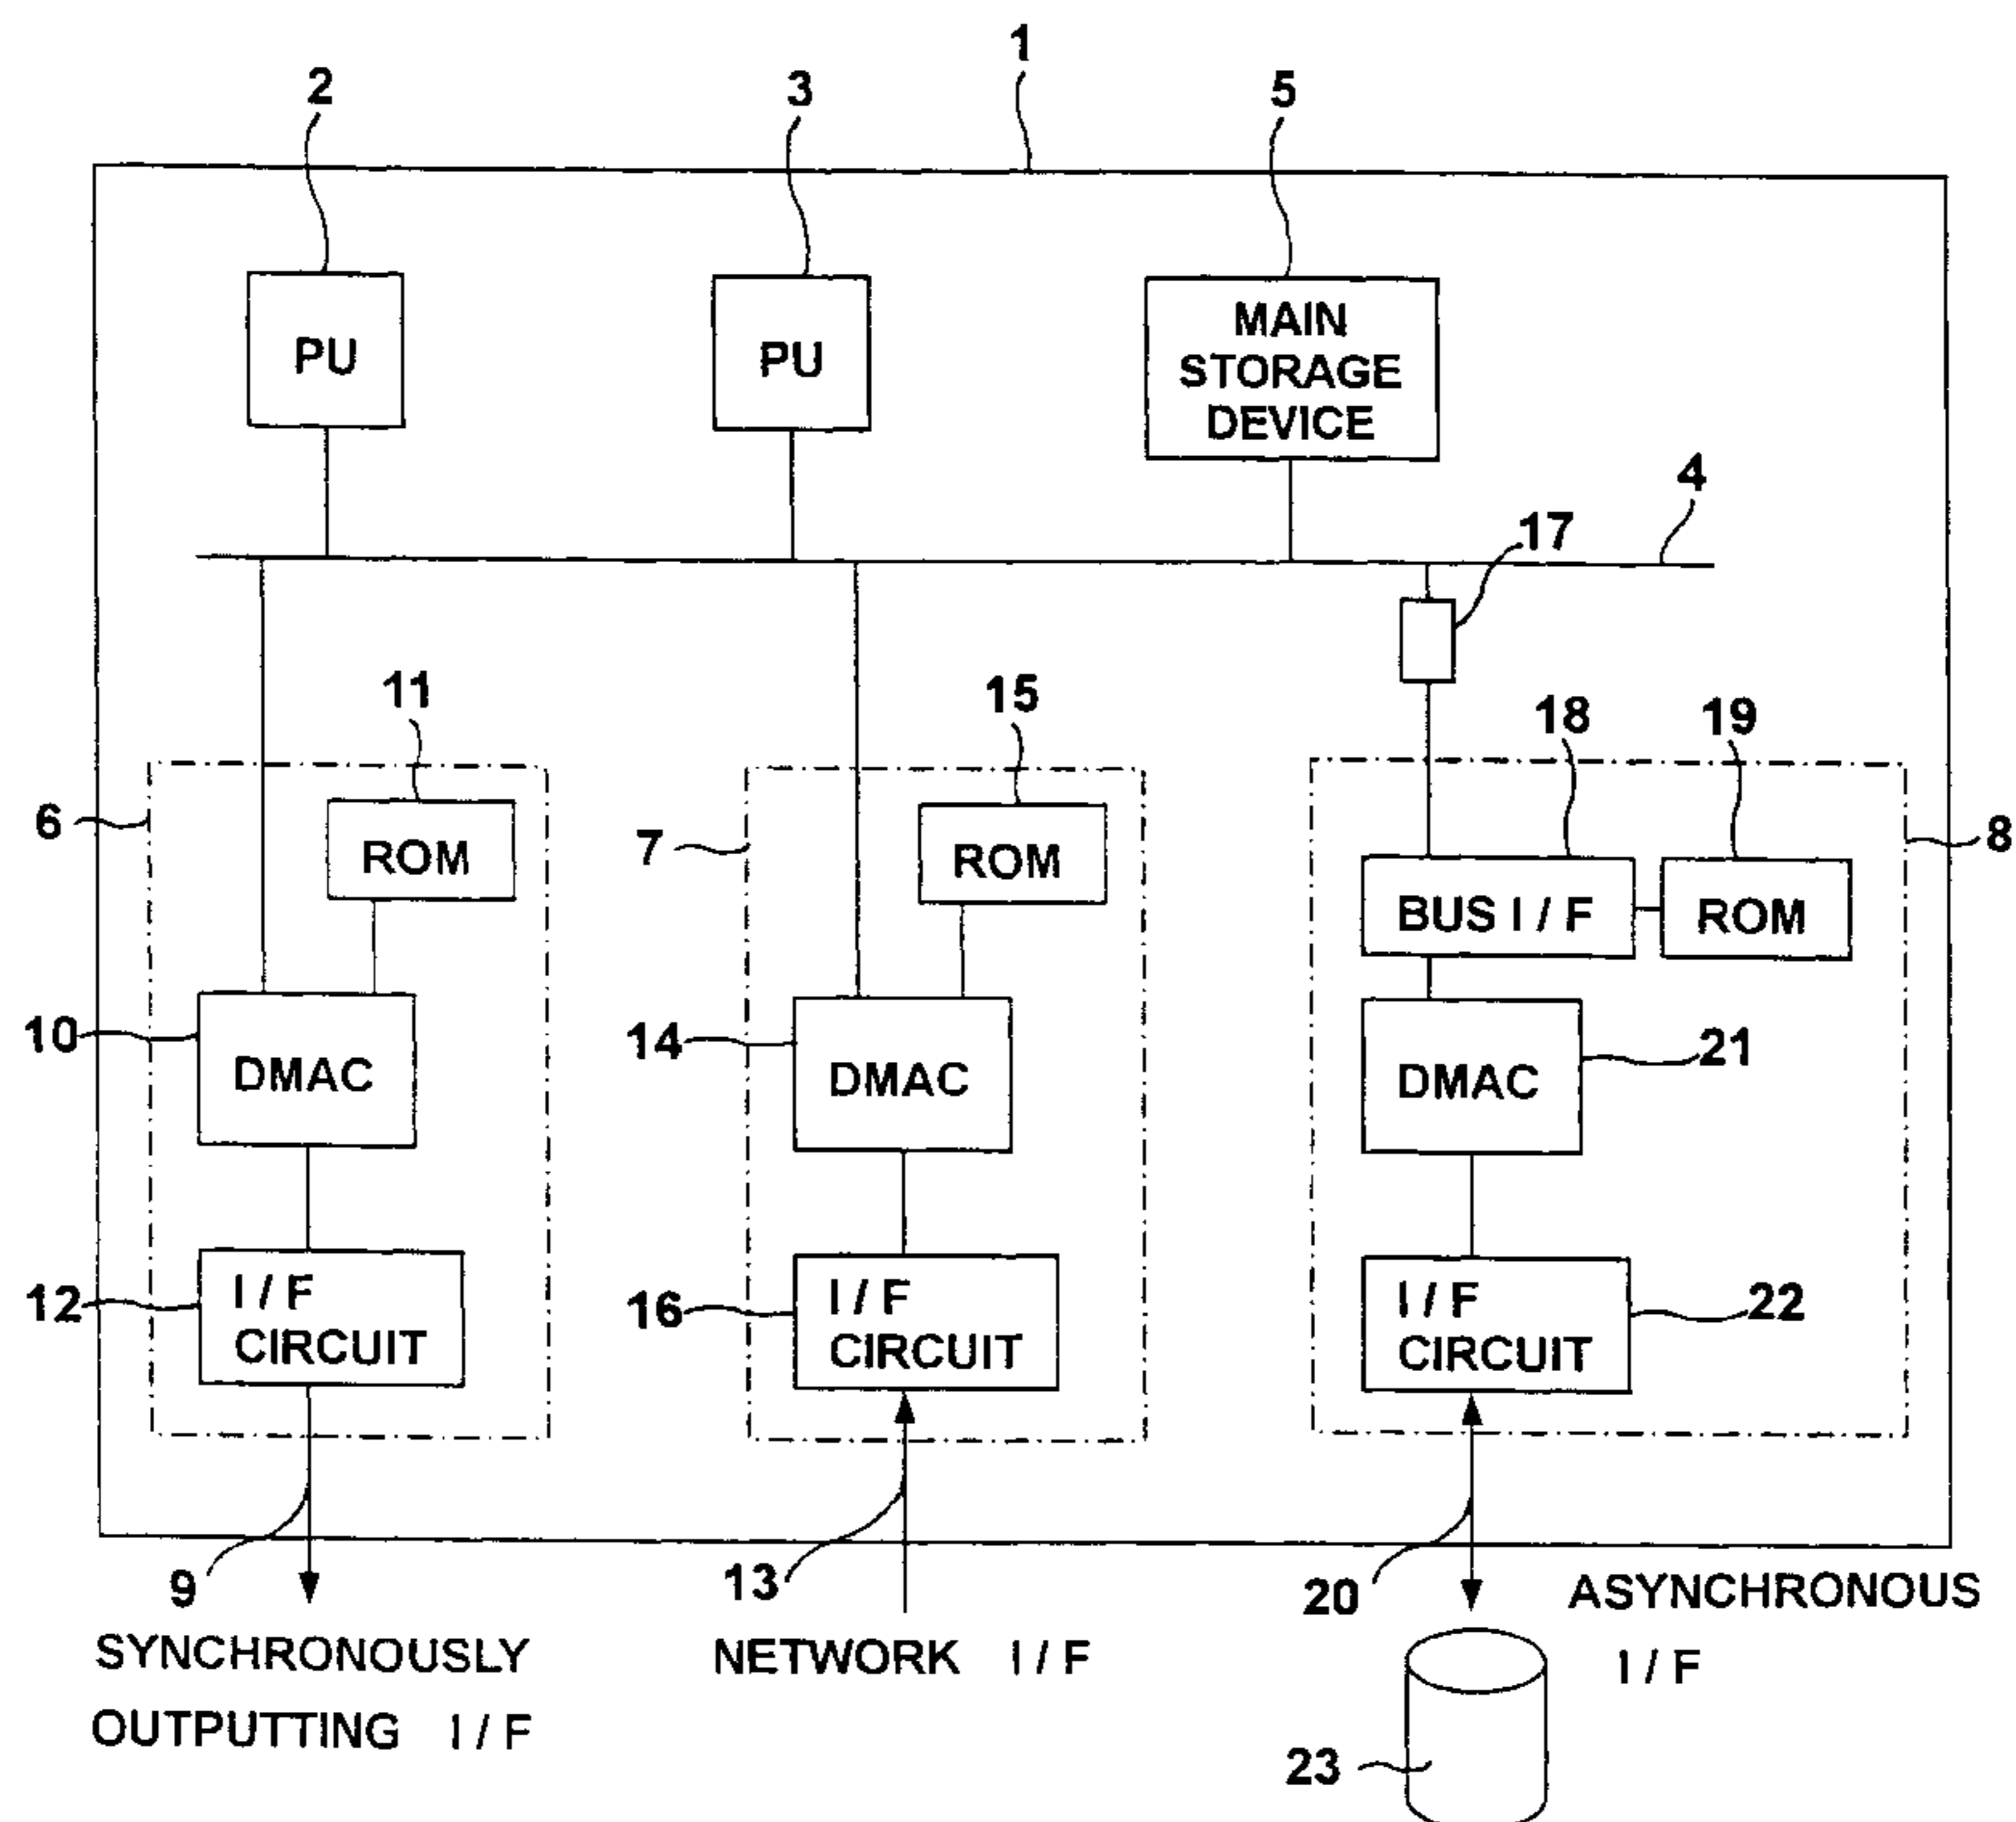 1
2
3
5
PU
PU
MAIN
STORAGE
DEVICE
4
17
11
15
18
19
6
ROM
7
ROM
8
BUS I / F
ROM
10
DMAC
14
DMAC
21
DMAC
12
I / F
CIRCUIT
16
I / F
CIRCUIT
22
I / F
CIRCUIT
9
13
20
ASYNCHRONOUS
I / F
SYNCHRONOUSLY
OUTPUTTING I / F
NETWORK I / F
23